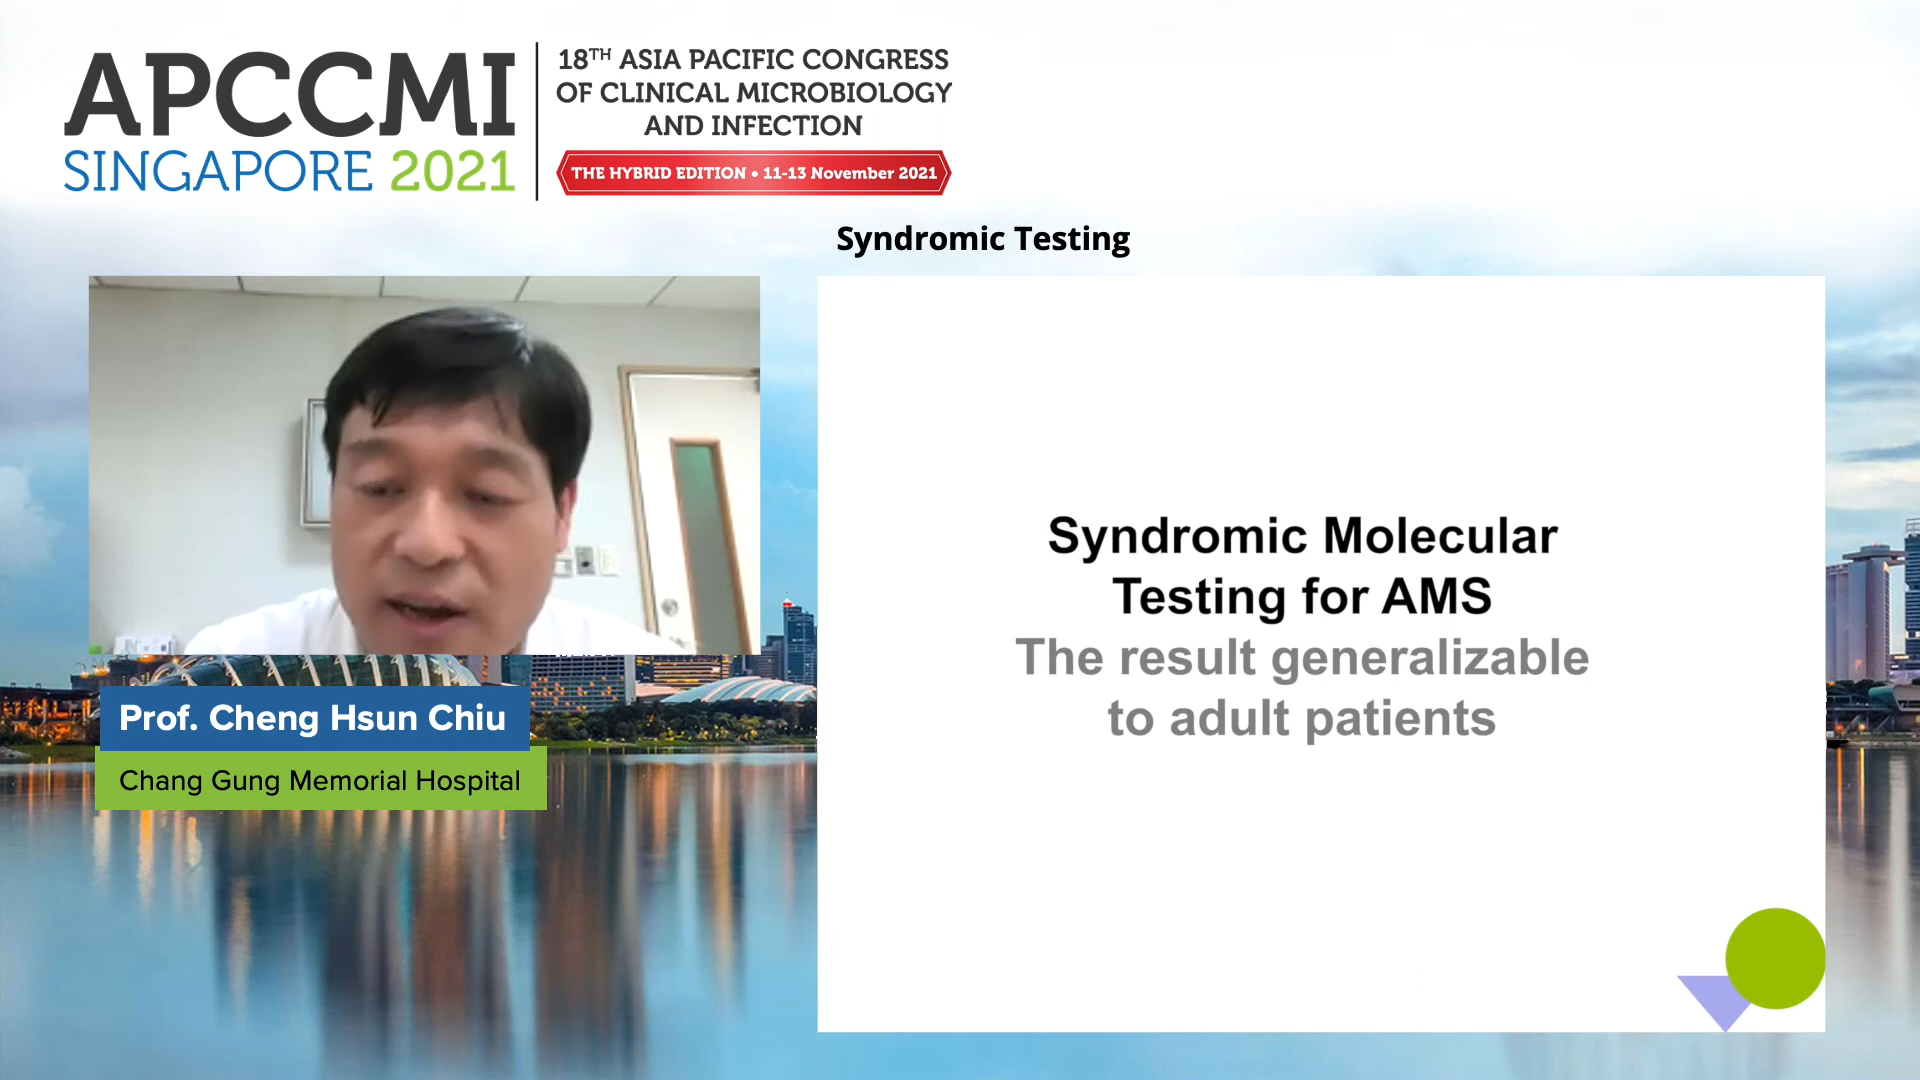 APCCMI
SINGAPORE 2021
18TH ASIA PACIFIC CONGRESS
OF CLINICAL MICROBIOLOGY
AND INFECTION
THE HYBRID EDITION • 11-13 November 2021
Syndromic Testing
Syndromic Molecular
Testing for AMS
The result generalizable
to adult patients
Prof. Cheng Hsun Chiu
Chang Gung Memorial Hospital